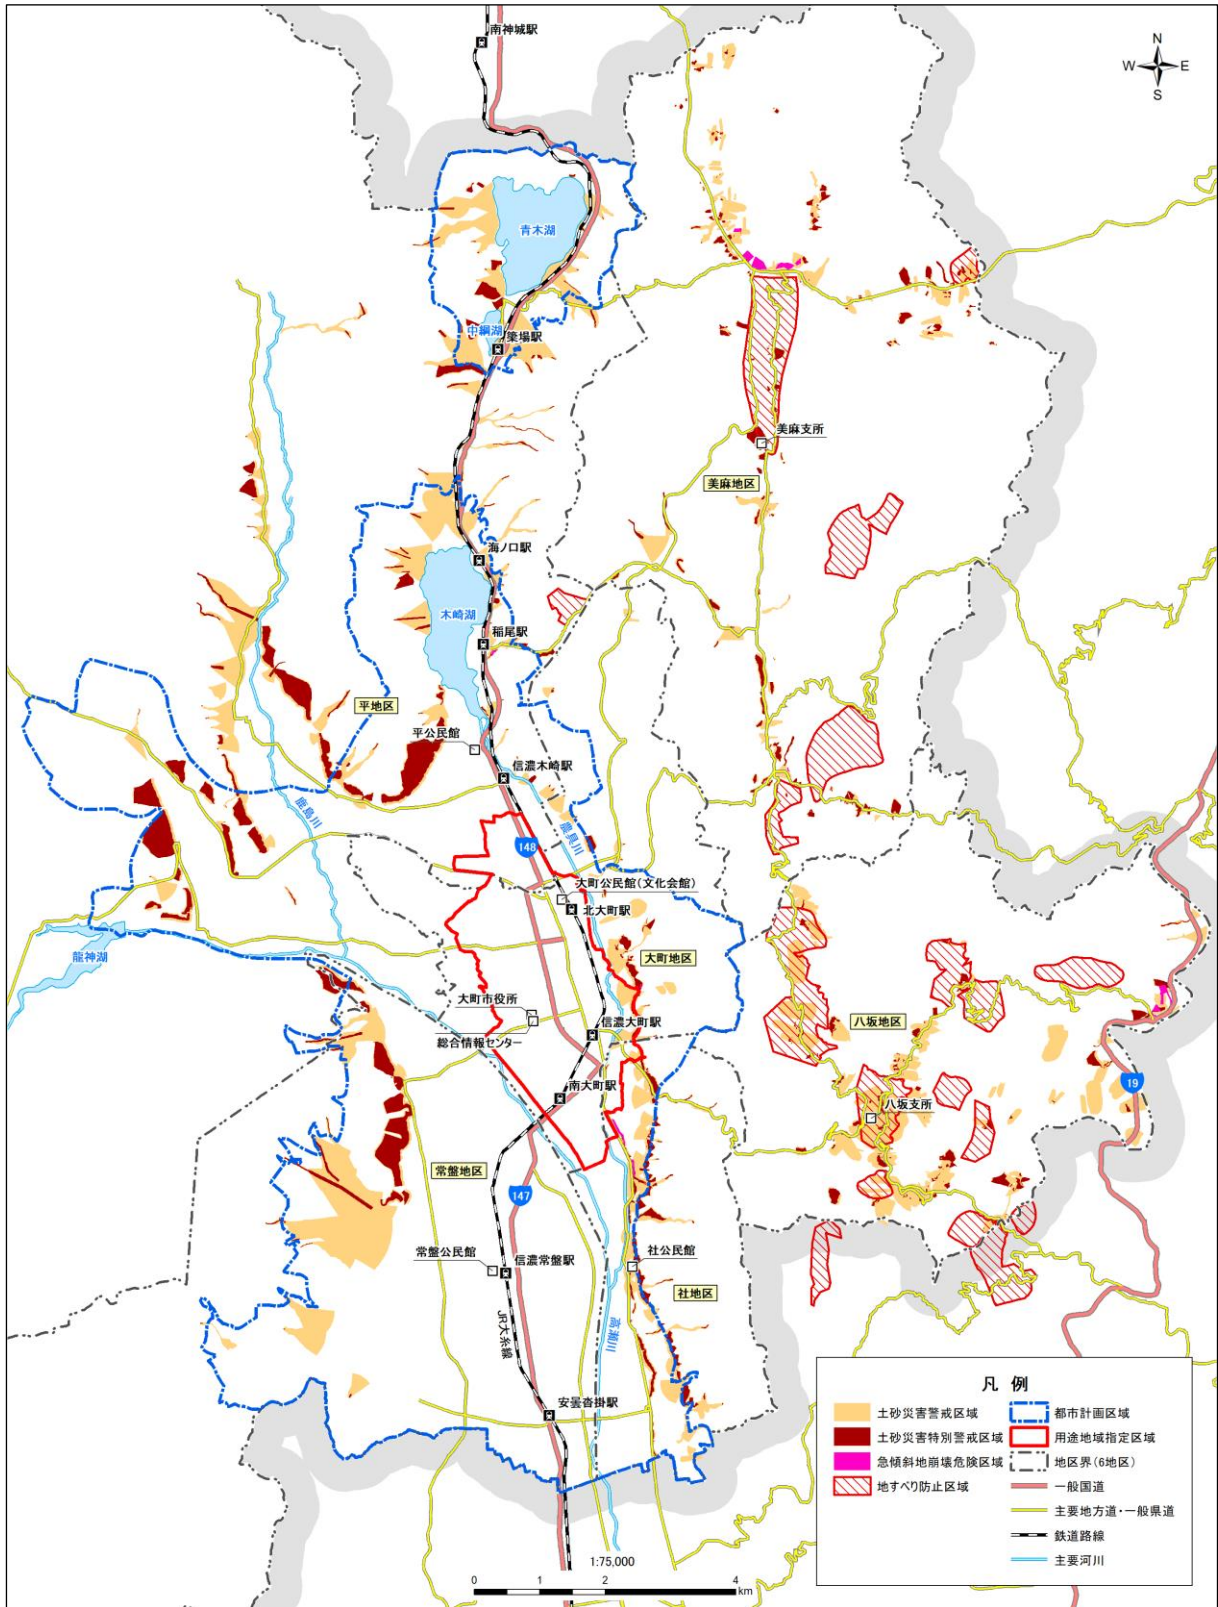 南神城駅
N
W E
S
青木湖
中綱湖
簗場駅
美麻支所
美麻地区
海ノ口駅
木崎湖
稲尾駅
平地区
平公民館
信濃木崎駅
鹿島川
農具川
148
大町公民館(文化会館)
北大町駅
龍神湖
大町地区
大町市役所
信濃大町駅
総合情報センター
八坂地区
南大町駅
19
八坂支所
常盤地区
147
常盤公民館
信濃常盤駅
社公民館
社地区
JR大糸線
高瀬川
安曇沓掛駅
凡 例
土砂災害警戒区域
都市計画区域
土砂災害特別警戒区域
用途地域指定区域
急傾斜地崩壊危険区域
地区界(6地区)
地すべり防止区域
一般国道
主要地方道・一般県道
鉄道路線
主要河川
1:75,000
0 1 2 4
km